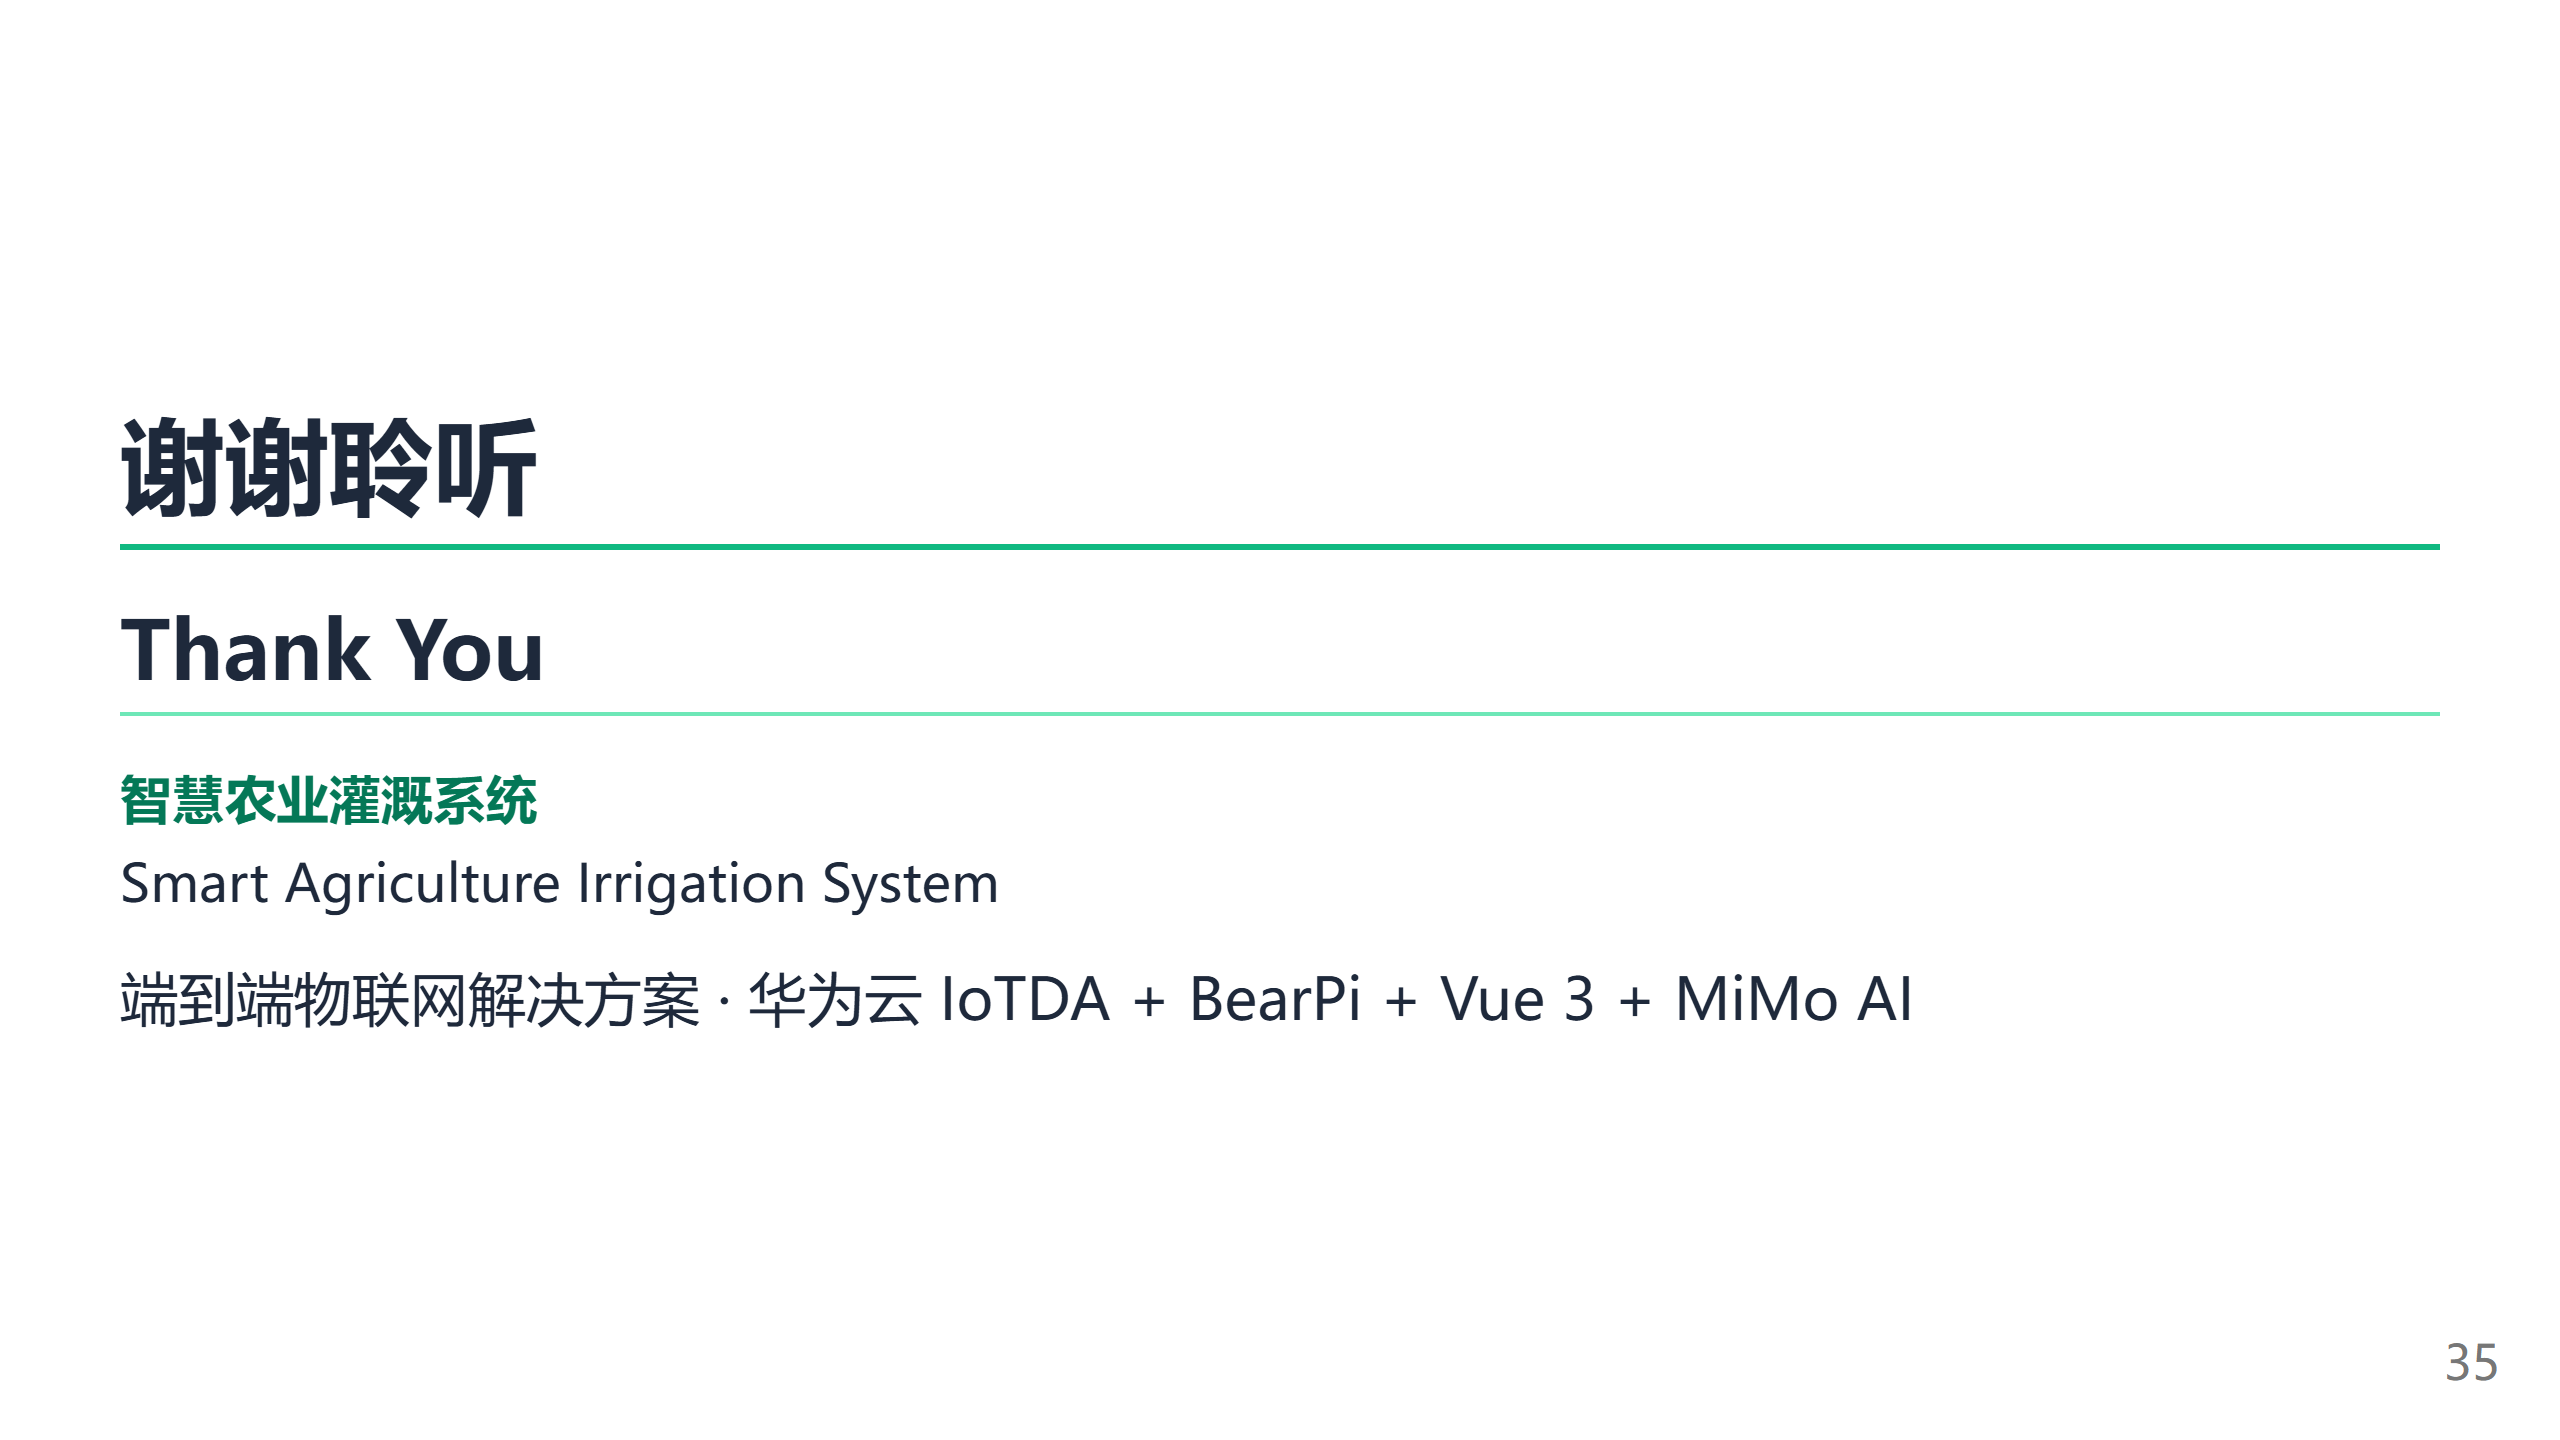 谢谢聆听
Thank You
智慧农业灌溉系统
Smart Agriculture Irrigation System
端到端物联网解决方案 · 华为云 IoTDA + BearPi + Vue 3 + MiMo AI
35